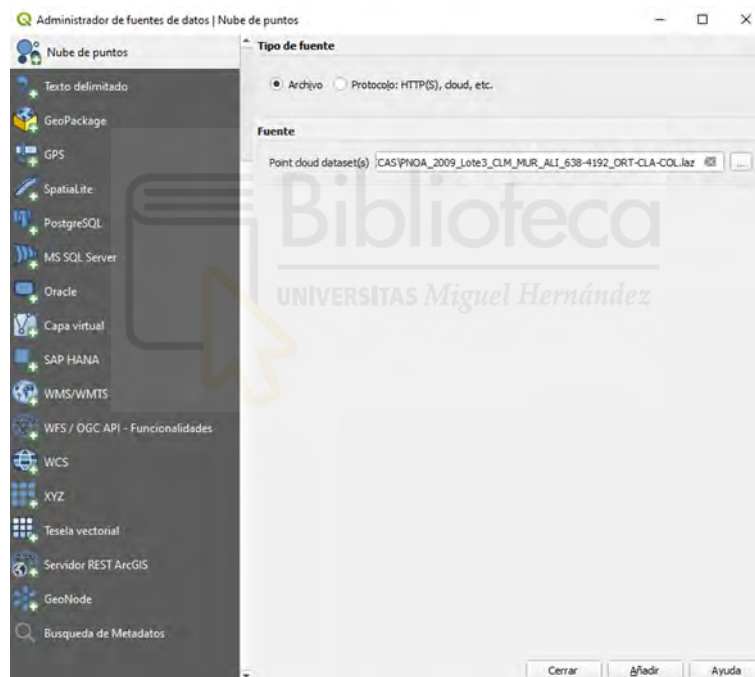 Administrador de fuentes de datos | Nube de puntos
Nube de puntos
Texto delimitado
GeoPackage
GPS
SpatiaLite
PostgreSQL
MS SQL Server
Oracle
Capa virtual
SAP HANA
WMS/WMTS
WFS / OGC API - Funcionalidades
WCS
XYZ
Tesela vectorial
Servidor REST ArcGIS
GeoNode
Busqueda de Metadatos
Tipo de fuente
Archivo Protocolo: HTTP(S), cloud, etc.
Fuente
Point cloud dataset(s) CAS\PNOA_2009_Lote3_CLM_MUR_ALI_638-4192_ORT-CLA-COL.laz ...
Biblioteca
UNIVERSITAS Miguel Hernández
Cerrar Añadir Ayuda